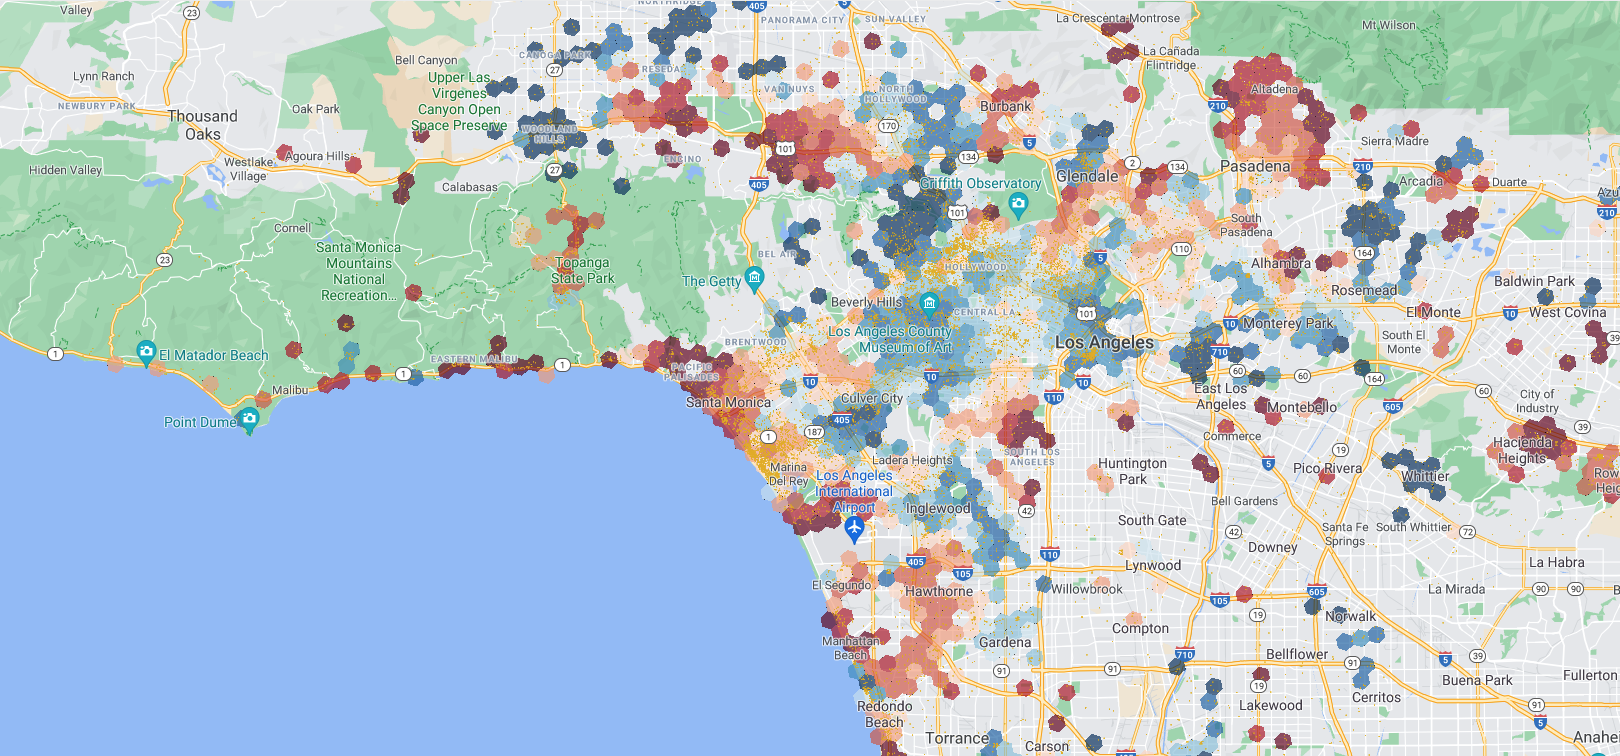 Valley
23
NORTHRIDGE
405
PANORAMA CITY
5
SUN VALLEY
La Crescenta-Montrose
Mt Wilson
Bell Canyon
CANOGA PARK
27
RESEDA
La Cañada
Flintridge
Lynn Ranch
Upper Las
Virgenes
Canyon Open
Space Preserve
VAN NUYS
NORTH
HOLLYWOOD
Burbank
Altadena
210
NEWBURY PARK
Oak Park
Thousand
Oaks
WOODLAND
HILLS
170
101
5
Sierra Madre
Hidden Valley
Westlake
Village
Agoura Hills
ENCINO
134
2
134
Pasadena
210
27
405
Glendale
Arcadia
Duarte
Calabasas
Griffith Observatory
Azu
210
101
Cornell
South
Pasadena
Santa Monica
Mountains
National
Recreation...
23
Topanga
State Park
BEL AIR
The Getty
HOLLYWOOD
5
110
164
Alhambra
Rosemead
Baldwin Park
Beverly Hills
CENTRAL LA
101
10
Monterey Park
El Monte
10
West Covina
Los Angeles County
Museum of Art
BRENTWOOD
Los Angeles
710
South El
Monte
39
1
El Matador Beach
EASTERN MALIBU
1
1
PACIFIC
PALISADES
10
10
10
60
60
164
Malibu
Santa Monica
Culver City
110
East Los
Angeles
Montebello
605
60
City of
Industry
Point Dume
405
1
187
Commerce
39
19
Hacienda
Heights
SOUTH LOS
ANGELES
Ladera Heights
Marina
Del Rey
Huntington
Park
5
Pico Rivera
Whittier
Row
Heig
Los Angeles
International
Airport
Inglewood
42
Bell Gardens
South Gate
42
Santa Fe
Springs
South Whittier
72
Downey
405
105
110
Lynwood
La Habra
El Segundo
Hawthorne
Willowbrook
105
605
La Mirada
90
90
B
19
Norwalk
Manhattan
Beach
Gardena
Compton
710
Bellflower
91
5
39
91
91
Buena Park
Fullerton
Cerritos
19
Lakewood
91
5
Redondo
Beach
Torrance
Carson
Anahe